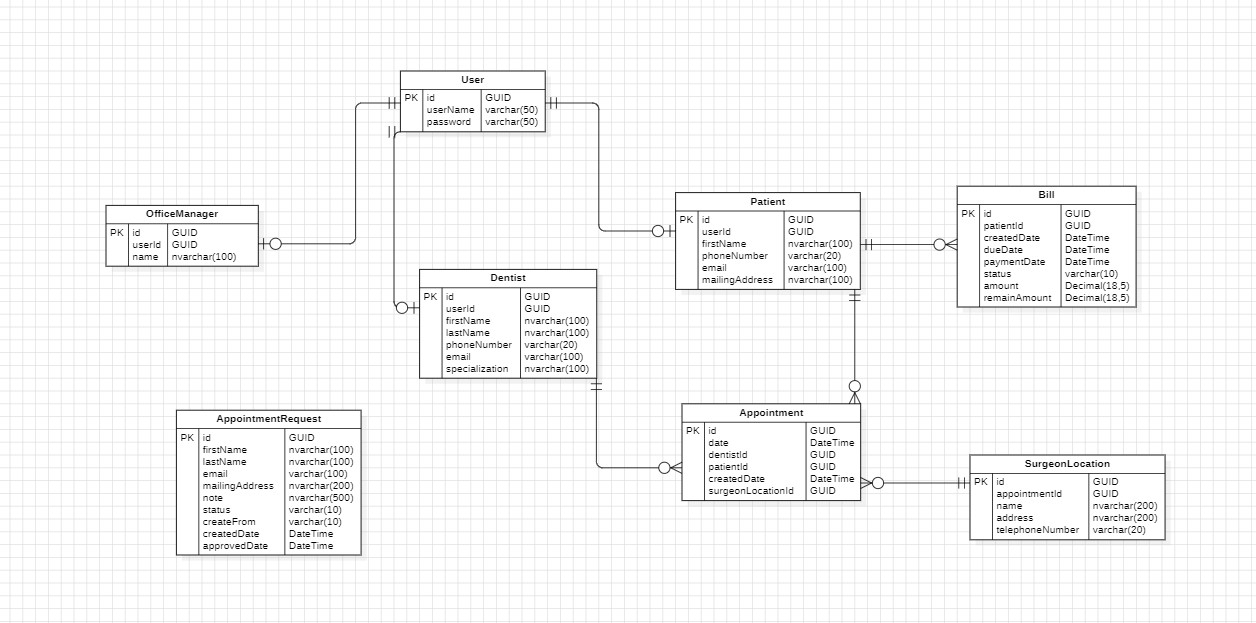 User
PK id GUID
userName varchar(50)
password varchar(50)
OfficeManager
PK id GUID
userId GUID
name nvarchar(100)
Patient
PK id GUID
userId GUID
firstName nvarchar(100)
phoneNumber varchar(20)
email varchar(100)
mailingAddress nvarchar(100)
Bill
PK id GUID
patientId GUID
createdDate DateTime
dueDate DateTime
paymentDate DateTime
status varchar(10)
amount Decimal(18,5)
remainAmount Decimal(18,5)
Dentist
PK id GUID
userId GUID
firstName nvarchar(100)
lastName nvarchar(100)
phoneNumber varchar(20)
email varchar(100)
specialization nvarchar(100)
AppointmentRequest
PK id GUID
firstName nvarchar(100)
lastName nvarchar(100)
email varchar(100)
mailingAddress nvarchar(200)
note nvarchar(500)
status varchar(10)
createFrom varchar(10)
createdDate DateTime
approvedDate DateTime
Appointment
PK id GUID
date DateTime
dentistId GUID
patientId GUID
createdDate DateTime
surgeonLocationId GUID
SurgeonLocation
PK id GUID
appointmentId GUID
name nvarchar(200)
address nvarchar(200)
telephoneNumber varchar(20)